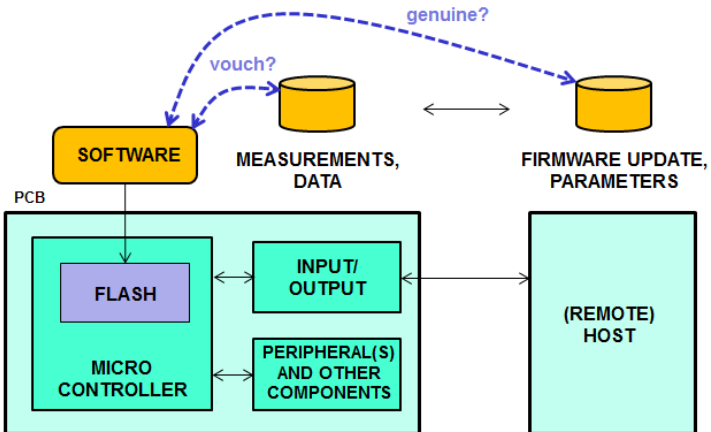 genuine?
vouch?
SOFTWARE
MEASUREMENTS,
DATA
FIRMWARE UPDATE,
PARAMETERS
PCB
FLASH
MICRO
CONTROLLER
INPUT/
OUTPUT
PERIPHERAL(S)
AND OTHER
COMPONENTS
(REMOTE)
HOST